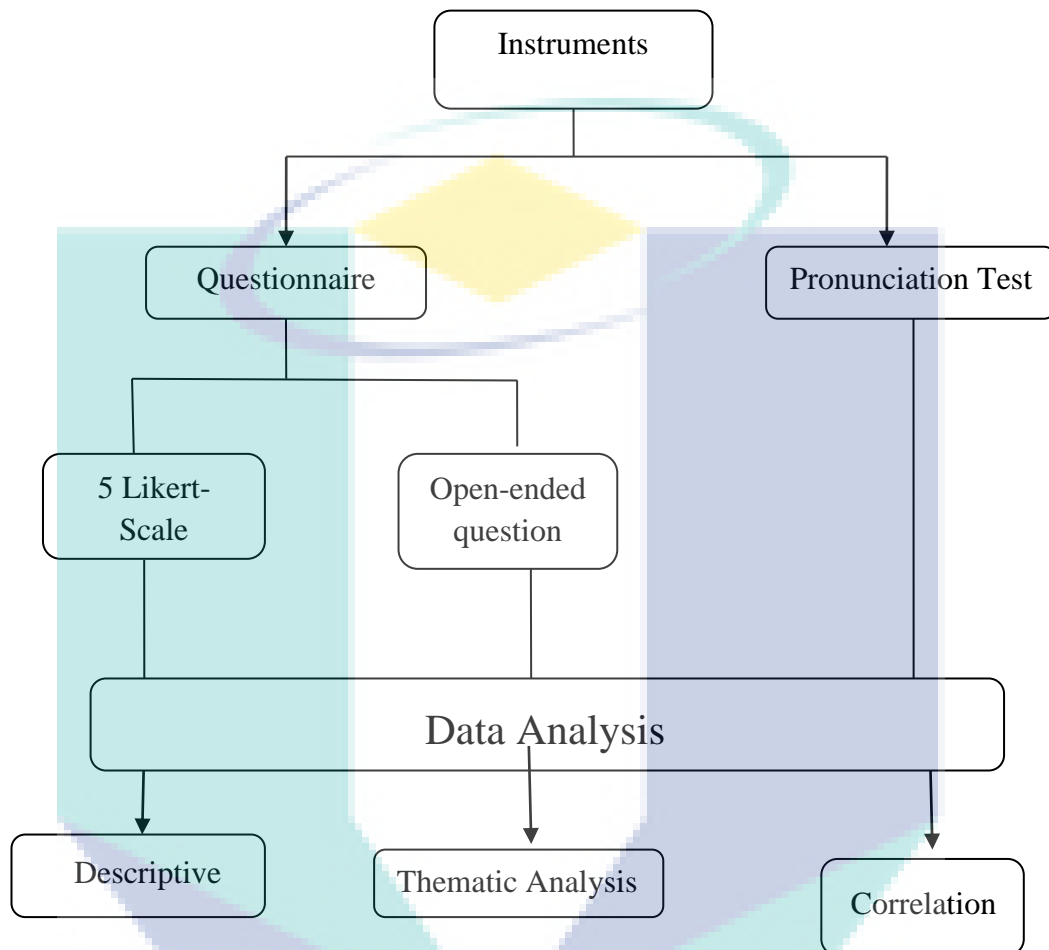 Instruments
Questionnaire
Pronunciation Test
5 Likert-
Scale
Open-ended
question
Data Analysis
Descriptive
Thematic Analysis
Correlation